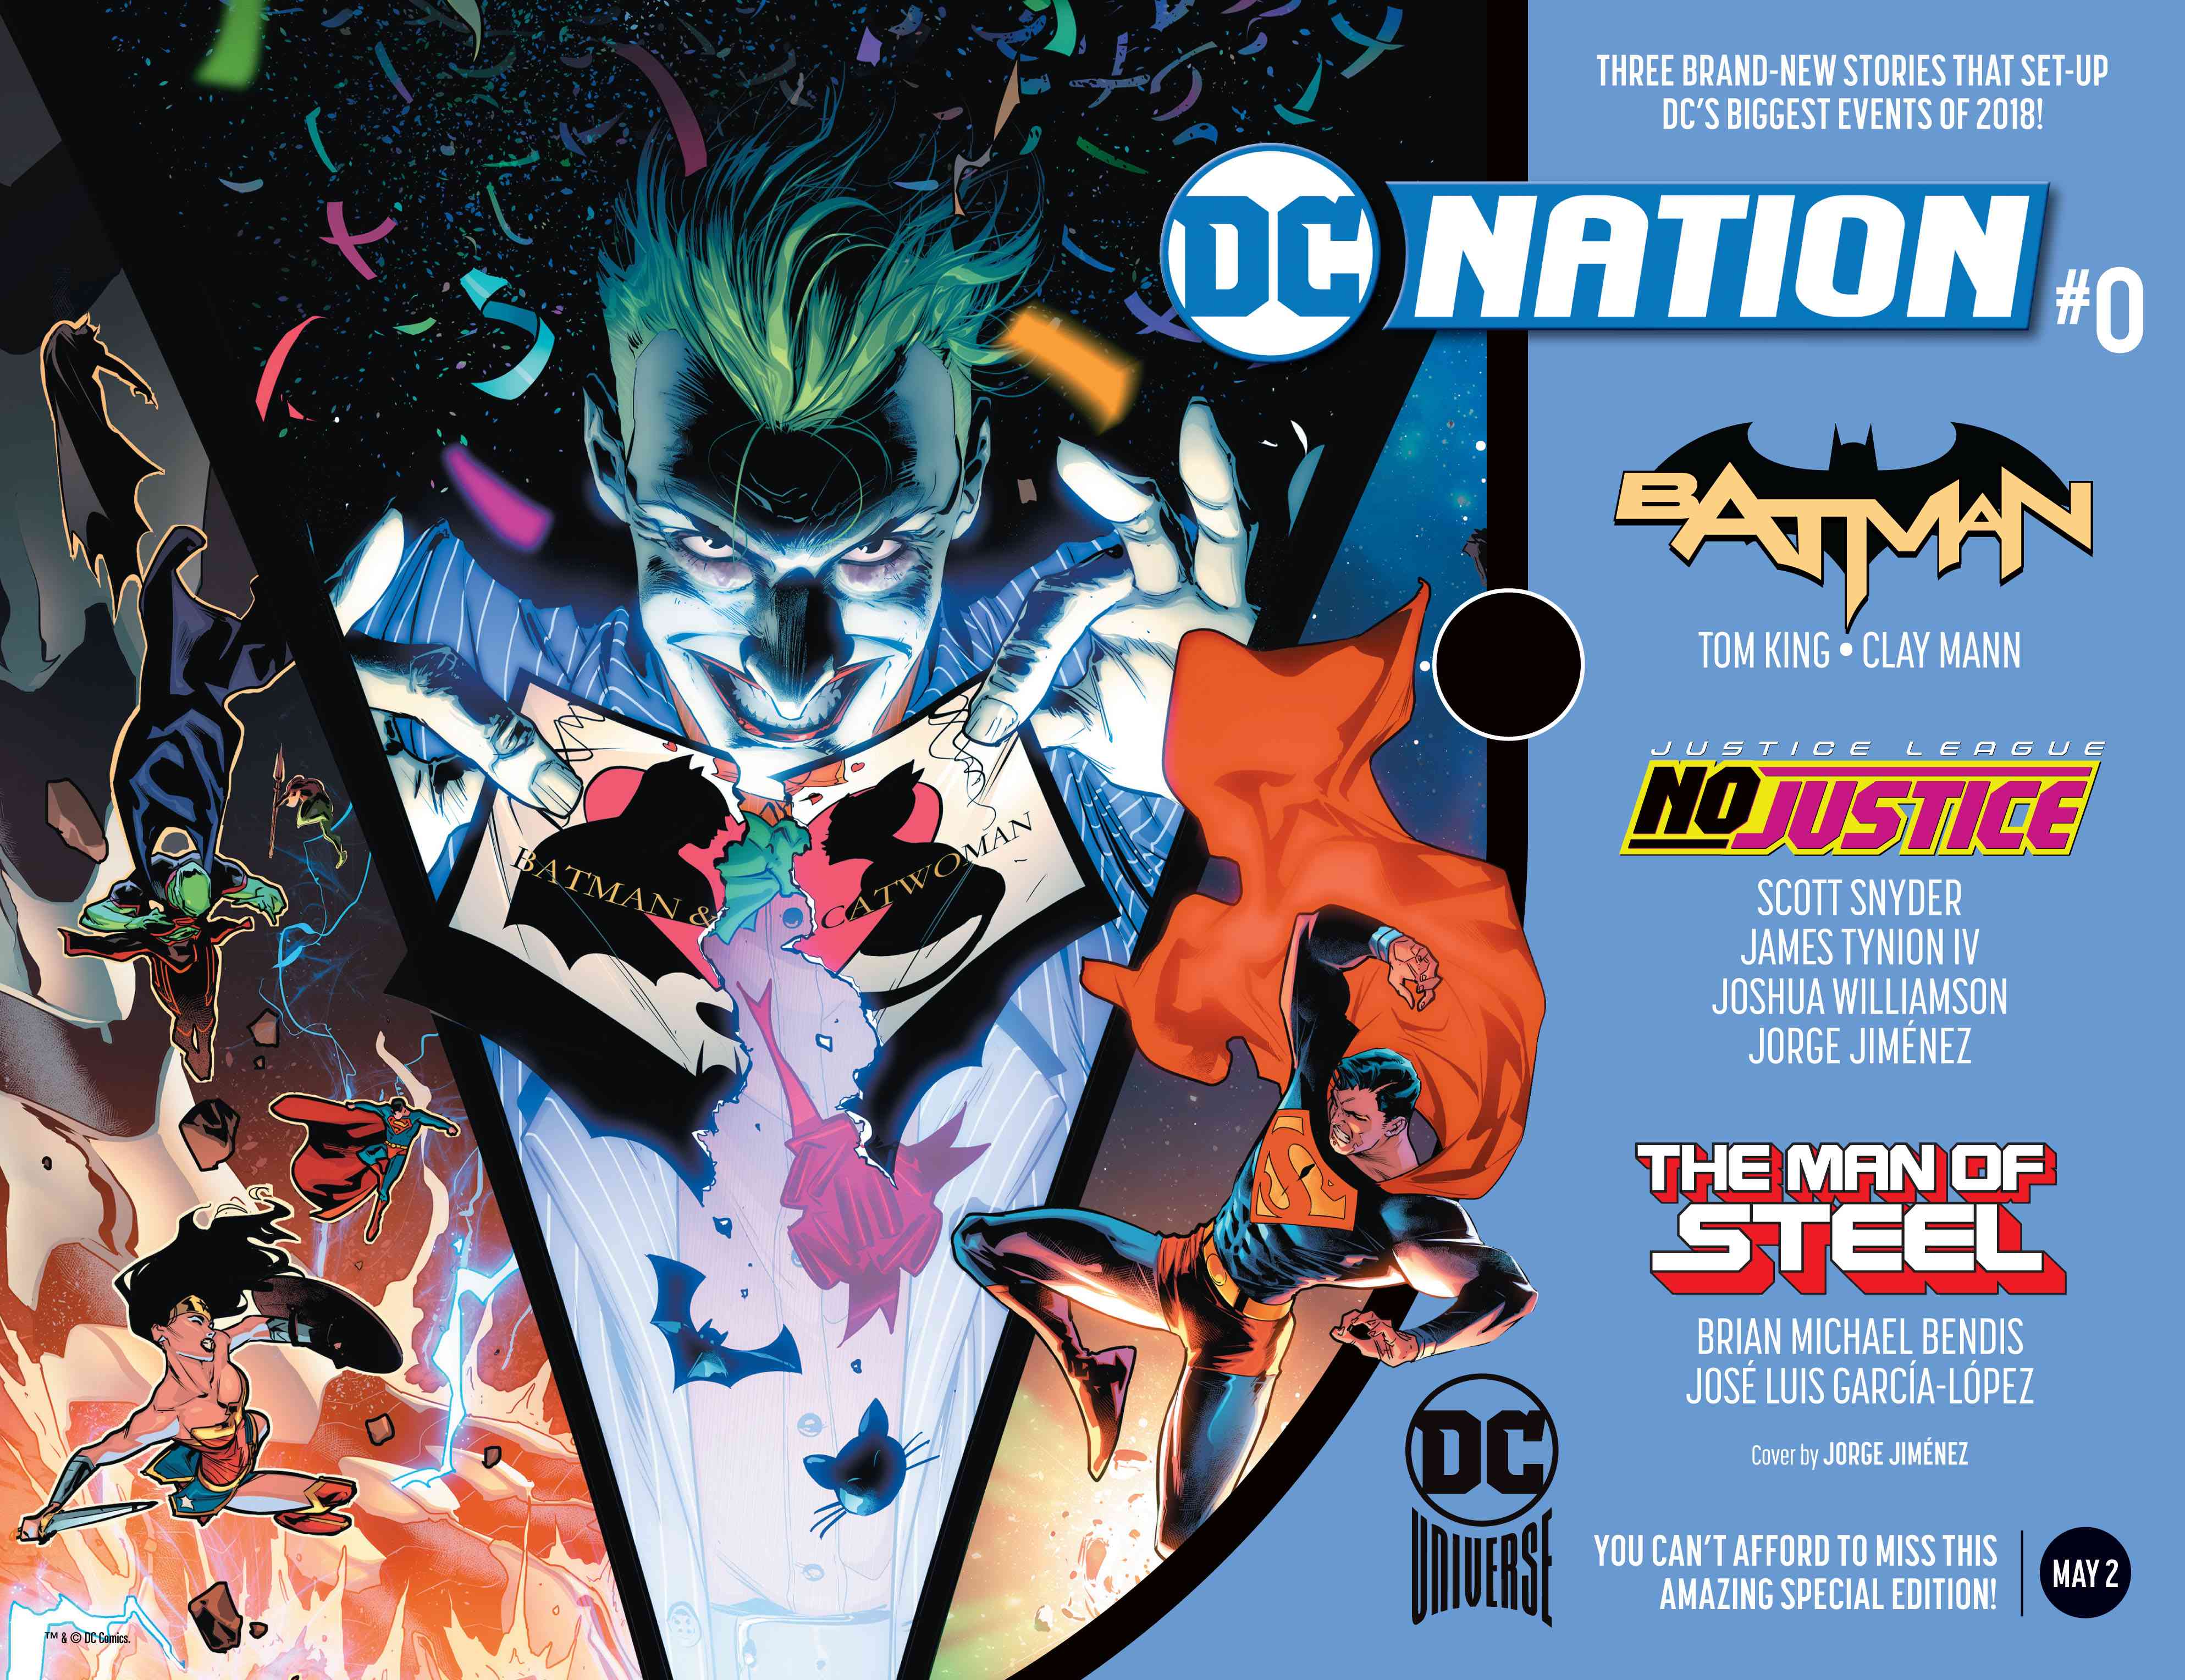 THREE BRAND-NEW STORIES THAT SET-UP
DC'S BIGGEST EVENTS OF 2018!
DC NATION #0
BATMAN
TOM KING • CLAY MANN
JUSTICE LEAGUE
NO JUSTICE
SCOTT SNYDER
JAMES TYNION IV
JOSHUA WILLIAMSON
JORGE JIMÉNEZ
THE MAN OF
STEEL
BRIAN MICHAEL BENDIS
JOSÉ LUIS GARCÍA-LÓPEZ
Cover by JORGE JIMÉNEZ
YOU CAN'T AFFORD TO MISS THIS
AMAZING SPECIAL EDITION!
MAY 2
DC
UNIVERSE
BATMAN &
CATWOMAN
S
S
™ & © DC Comics.